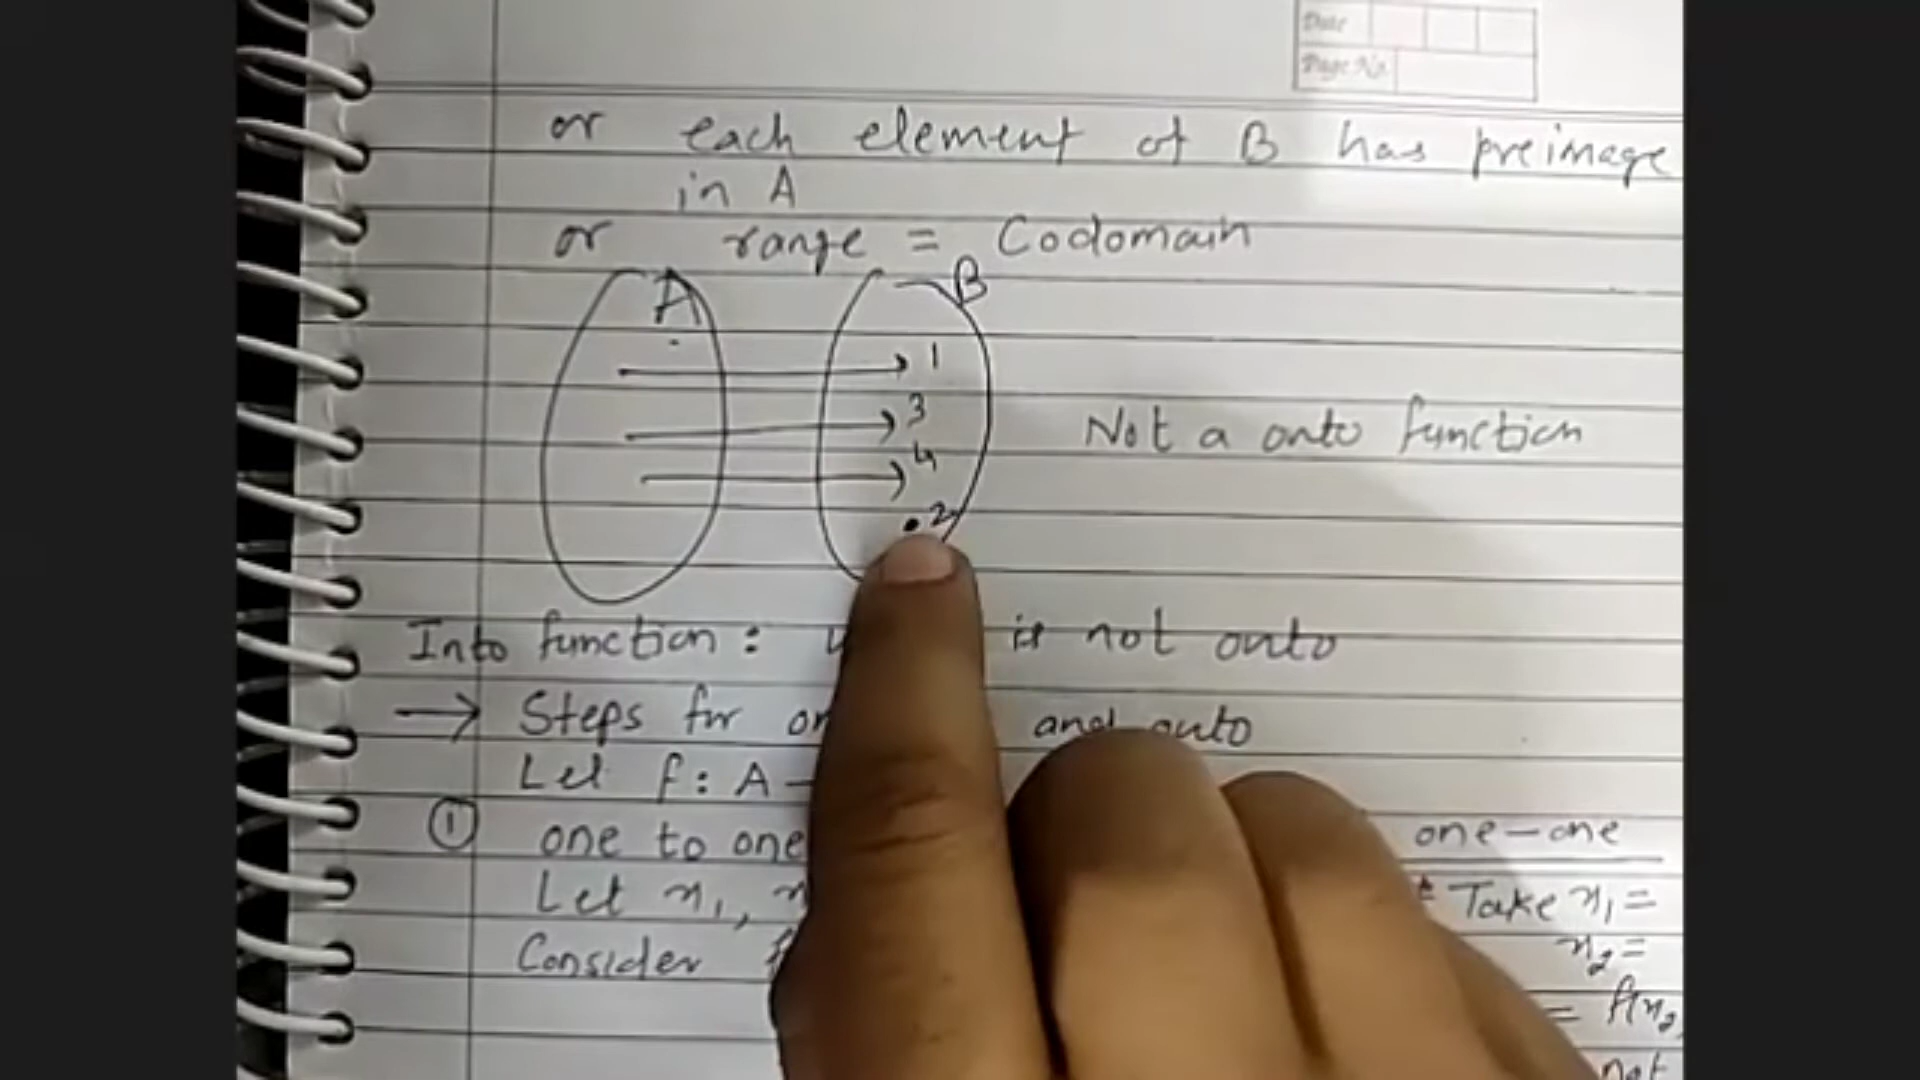 Date
Page No.
or each element of B has preimage
in A
or range = Codomain
A B
1
3
4
2
Not a onto function
Into function: is not onto
→ Steps for and onto
Let f: A
① one to one one-one
Let x₁, Take x₁ =
Consider x₂ =
= f(x₂
not